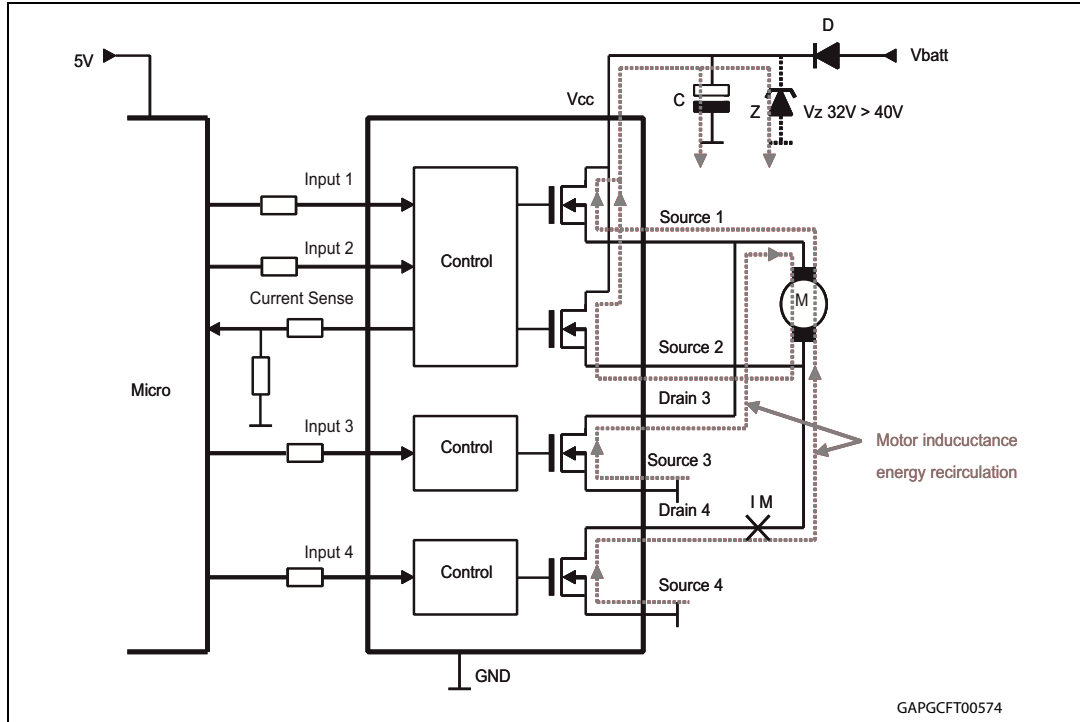 D
5V
Vbatt
Vcc
C
Z
Vz 32V > 40V
Input 1
Source 1
Input 2
Control
Current Sense
M
Source 2
Micro
Drain 3
Input 3
Control
Source 3
Motor inducuctance
energy recirculation
Drain 4
I M
Input 4
Control
Source 4
GND
GAPGCFT00574